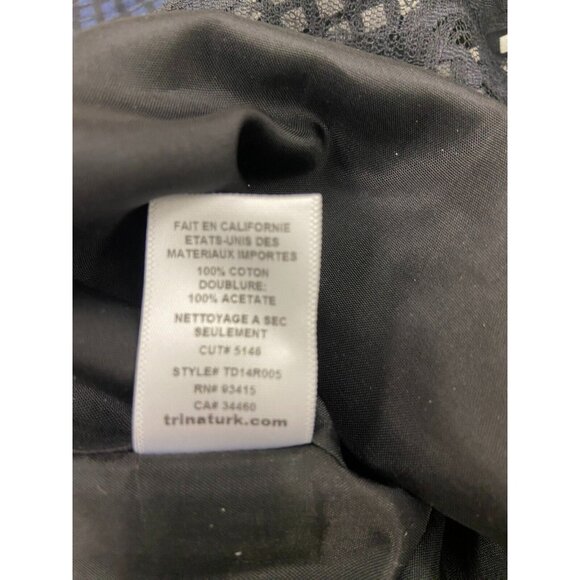 FAIT EN CALIFORNIE
ETATS-UNIS DES
MATERIAUX IMPORTES
100% COTON
DOUBLURE:
100% ACETATE
NETTOYAGE A SEC
SEULEMENT
CUT# 5146
STYLE# TD14R005
RN# 93415
CA# 34460
trinaturk.com